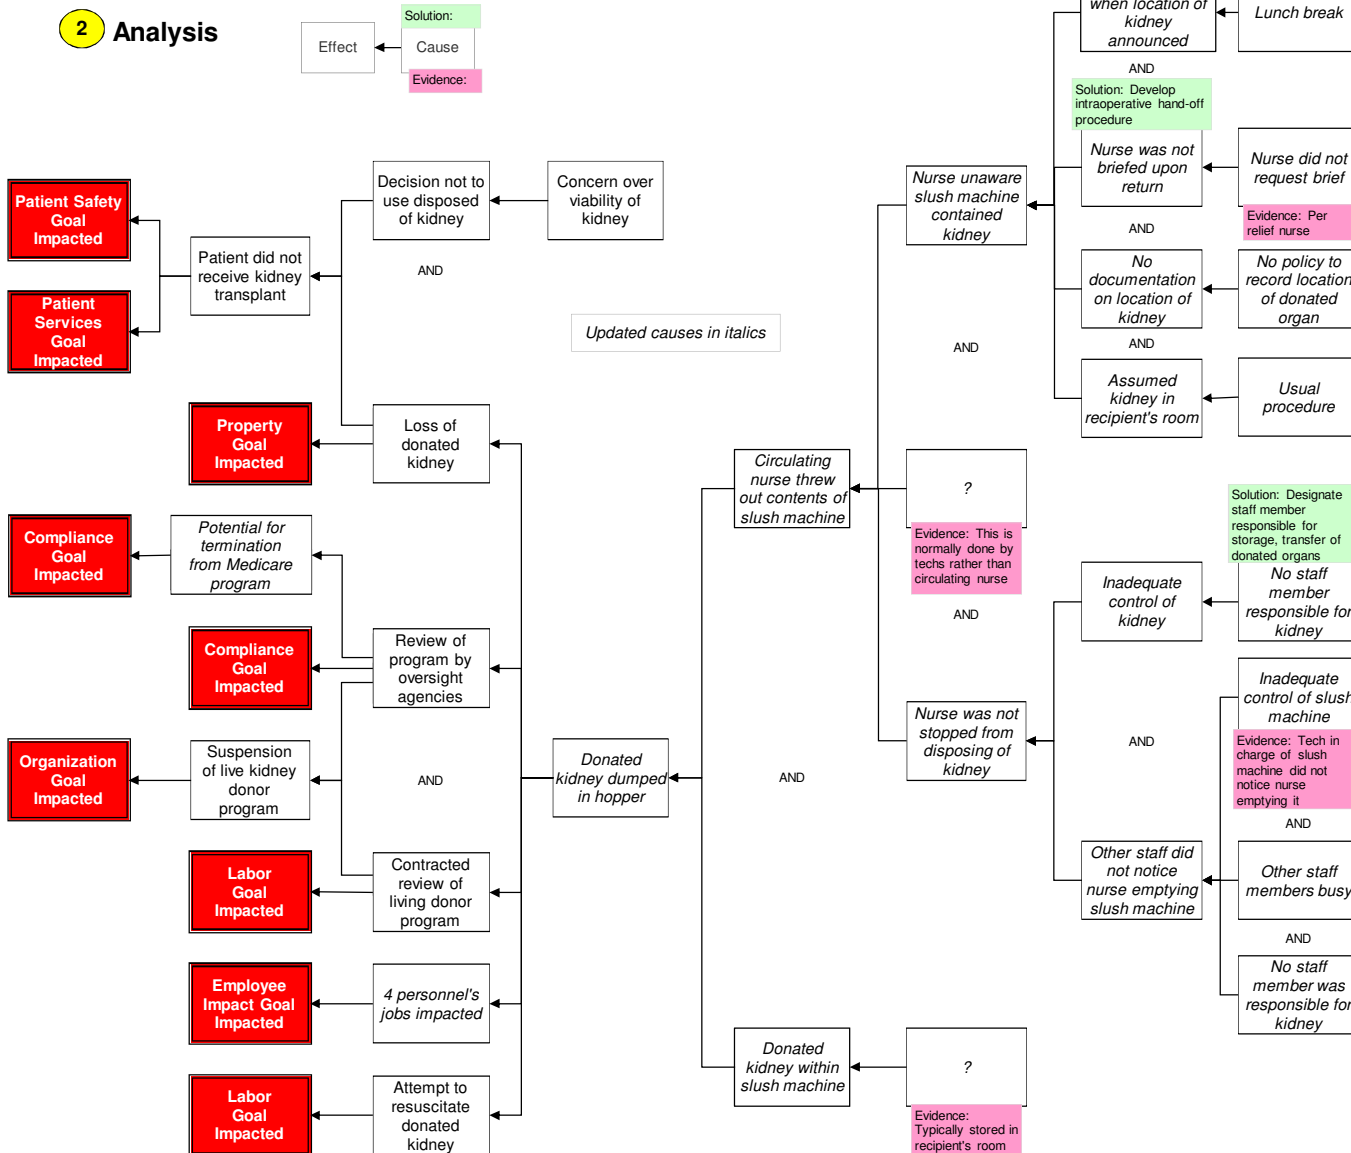 2 Analysis
Solution:
Effect
Cause
Evidence:
when location of
kidney
announced
Lunch break
AND
Solution: Develop
intraoperative hand-off
procedure
Nurse was not
briefed upon
return
Nurse did not
request brief
Evidence: Per
relief nurse
AND
Patient Safety
Goal
Impacted
Patient
Services
Goal
Impacted
Patient did not
receive kidney
transplant
Decision not to
use disposed
of kidney
Concern over
viability of
kidney
AND
Nurse unaware
slush machine
contained
kidney
No
documentation
on location of
kidney
No policy to
record location
of donated
organ
AND
Updated causes in italics
AND
Assumed
kidney in
recipient's room
Usual
procedure
Property
Goal
Impacted
Loss of
donated
kidney
Circulating
nurse threw
out contents of
slush machine
?
Evidence: This is
normally done by
techs rather than
circulating nurse
AND
Solution: Designate
staff member
responsible for
storage, transfer of
donated organs
No staff
member
responsible for
kidney
Inadequate
control of
kidney
Compliance
Goal
Impacted
Potential for
termination
from Medicare
program
Compliance
Goal
Impacted
Review of
program by
oversight
agencies
Inadequate
control of slush
machine
Evidence: Tech in
charge of slush
machine did not
notice nurse
emptying it
AND
Nurse was not
stopped from
disposing of
kidney
AND
Organization
Goal
Impacted
Suspension
of live kidney
donor
program
AND
Donated
kidney dumped
in hopper
AND
Labor
Goal
Impacted
Contracted
review of
living donor
program
Other staff did
not notice
nurse emptying
slush machine
Other staff
members busy
AND
No staff
member was
responsible for
kidney
Employee
Impact Goal
Impacted
4 personnel's
jobs impacted
Donated
kidney within
slush machine
?
Evidence:
Typically stored in
recipient's room
Labor
Goal
Impacted
Attempt to
resuscitate
donated
kidney